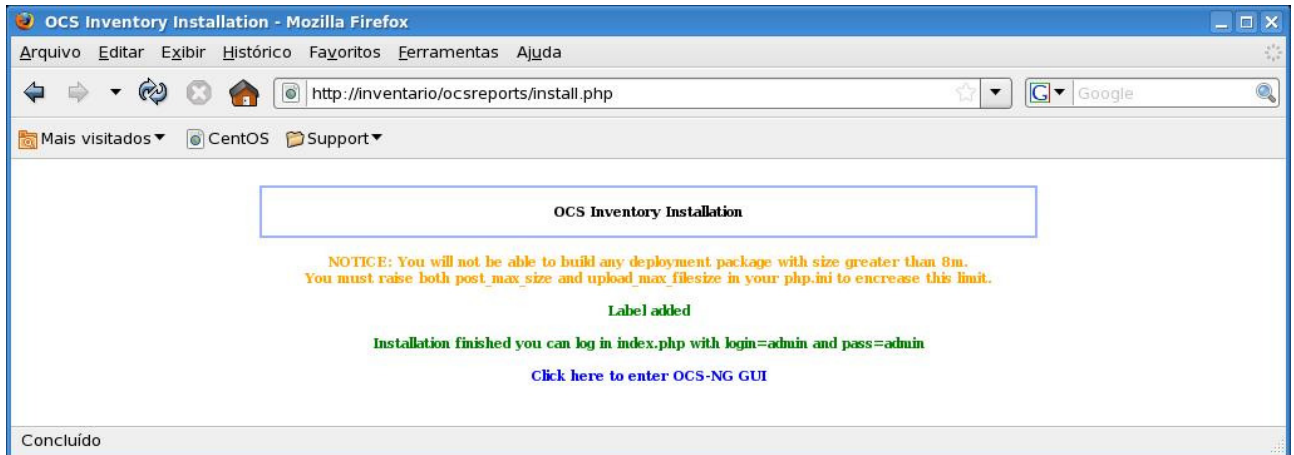 OCS Inventory Installation - Mozilla Firefox
Arquivo Editar Exibir Histórico Favoritos Ferramentas Ajuda
http://inventario/ocsreports/install.php
G Google
Mais visitados CentOS Support
OCS Inventory Installation
NOTICE: You will not be able to build any deployment package with size greater than 8m.
You must raise both post_max_size and upload_max_filesize in your php.ini to encrease this limit.
Label added
Installation finished you can log in index.php with login=admin and pass=admin
Click here to enter OCS-NG GUI
Concluído